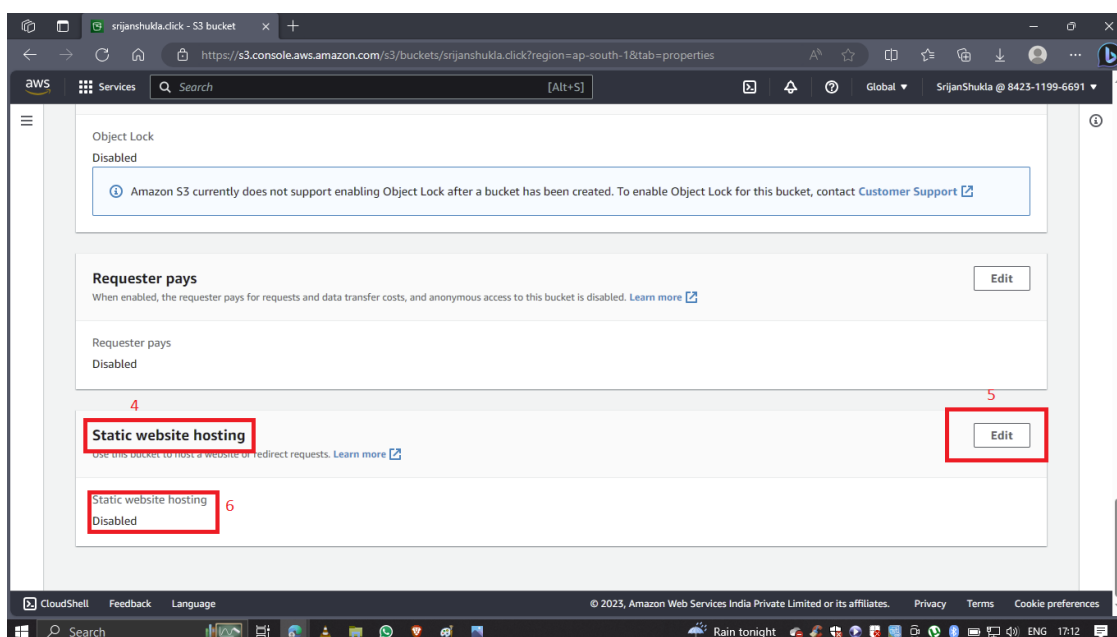 srijanshukla.click - S3 bucket
https://s3.console.aws.amazon.com/s3/buckets/srijanshukla.click?region=ap-south-1&tab=properties
aws
Services
Search
[Alt+S]
Global
SrijanShukla @ 8423-1199-6691
Object Lock
Disabled
Amazon S3 currently does not support enabling Object Lock after a bucket has been created. To enable Object Lock for this bucket, contact Customer Support
Requester pays
Edit
When enabled, the requester pays for requests and data transfer costs, and anonymous access to this bucket is disabled. Learn more
Requester pays
Disabled
4
5
Static website hosting
Edit
Use this bucket to host a website or redirect requests. Learn more
Static website hosting
6
Disabled
CloudShell
Feedback
Language
© 2023, Amazon Web Services India Private Limited or its affiliates.
Privacy
Terms
Cookie preferences
Search
Rain tonight
ENG
17:12